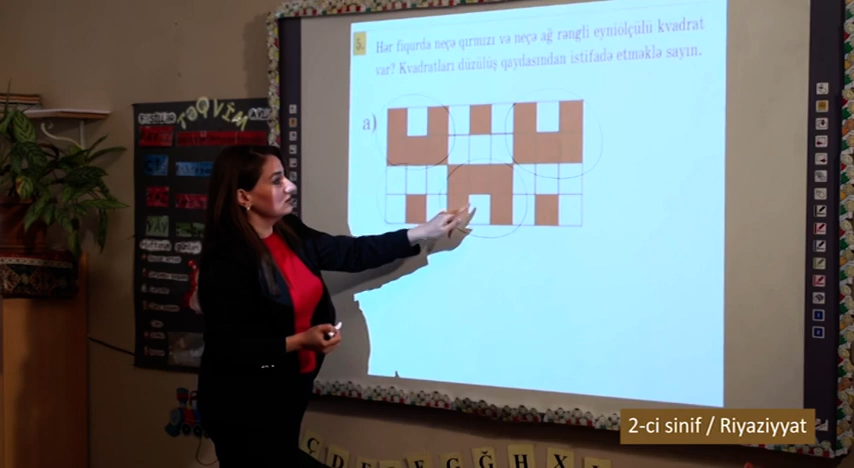 5. Hər fiqurda neçə qırmızı və neçə ağ rəngli eyniölçülü kvadrat
var? Kvadratları düzülüş qaydasından istifadə etməklə sayın.
a)
TƏQVİM
YAY
Ç D E F G Ğ H X I
2-ci sinif / Riyaziyyat